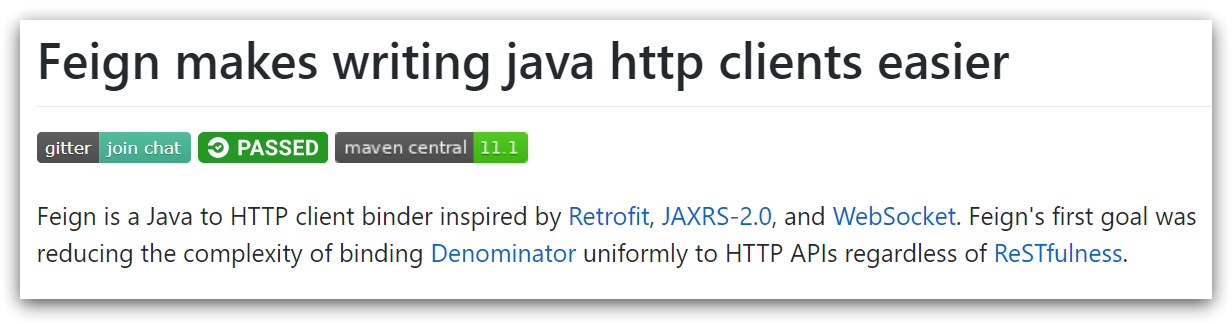 Feign makes writing java http clients easier
gitter join chat PASSED maven central 11.1
Feign is a Java to HTTP client binder inspired by Retrofit, JAXRS-2.0, and WebSocket. Feign's first goal was
reducing the complexity of binding Denominator uniformly to HTTP APIs regardless of ReSTfulness.